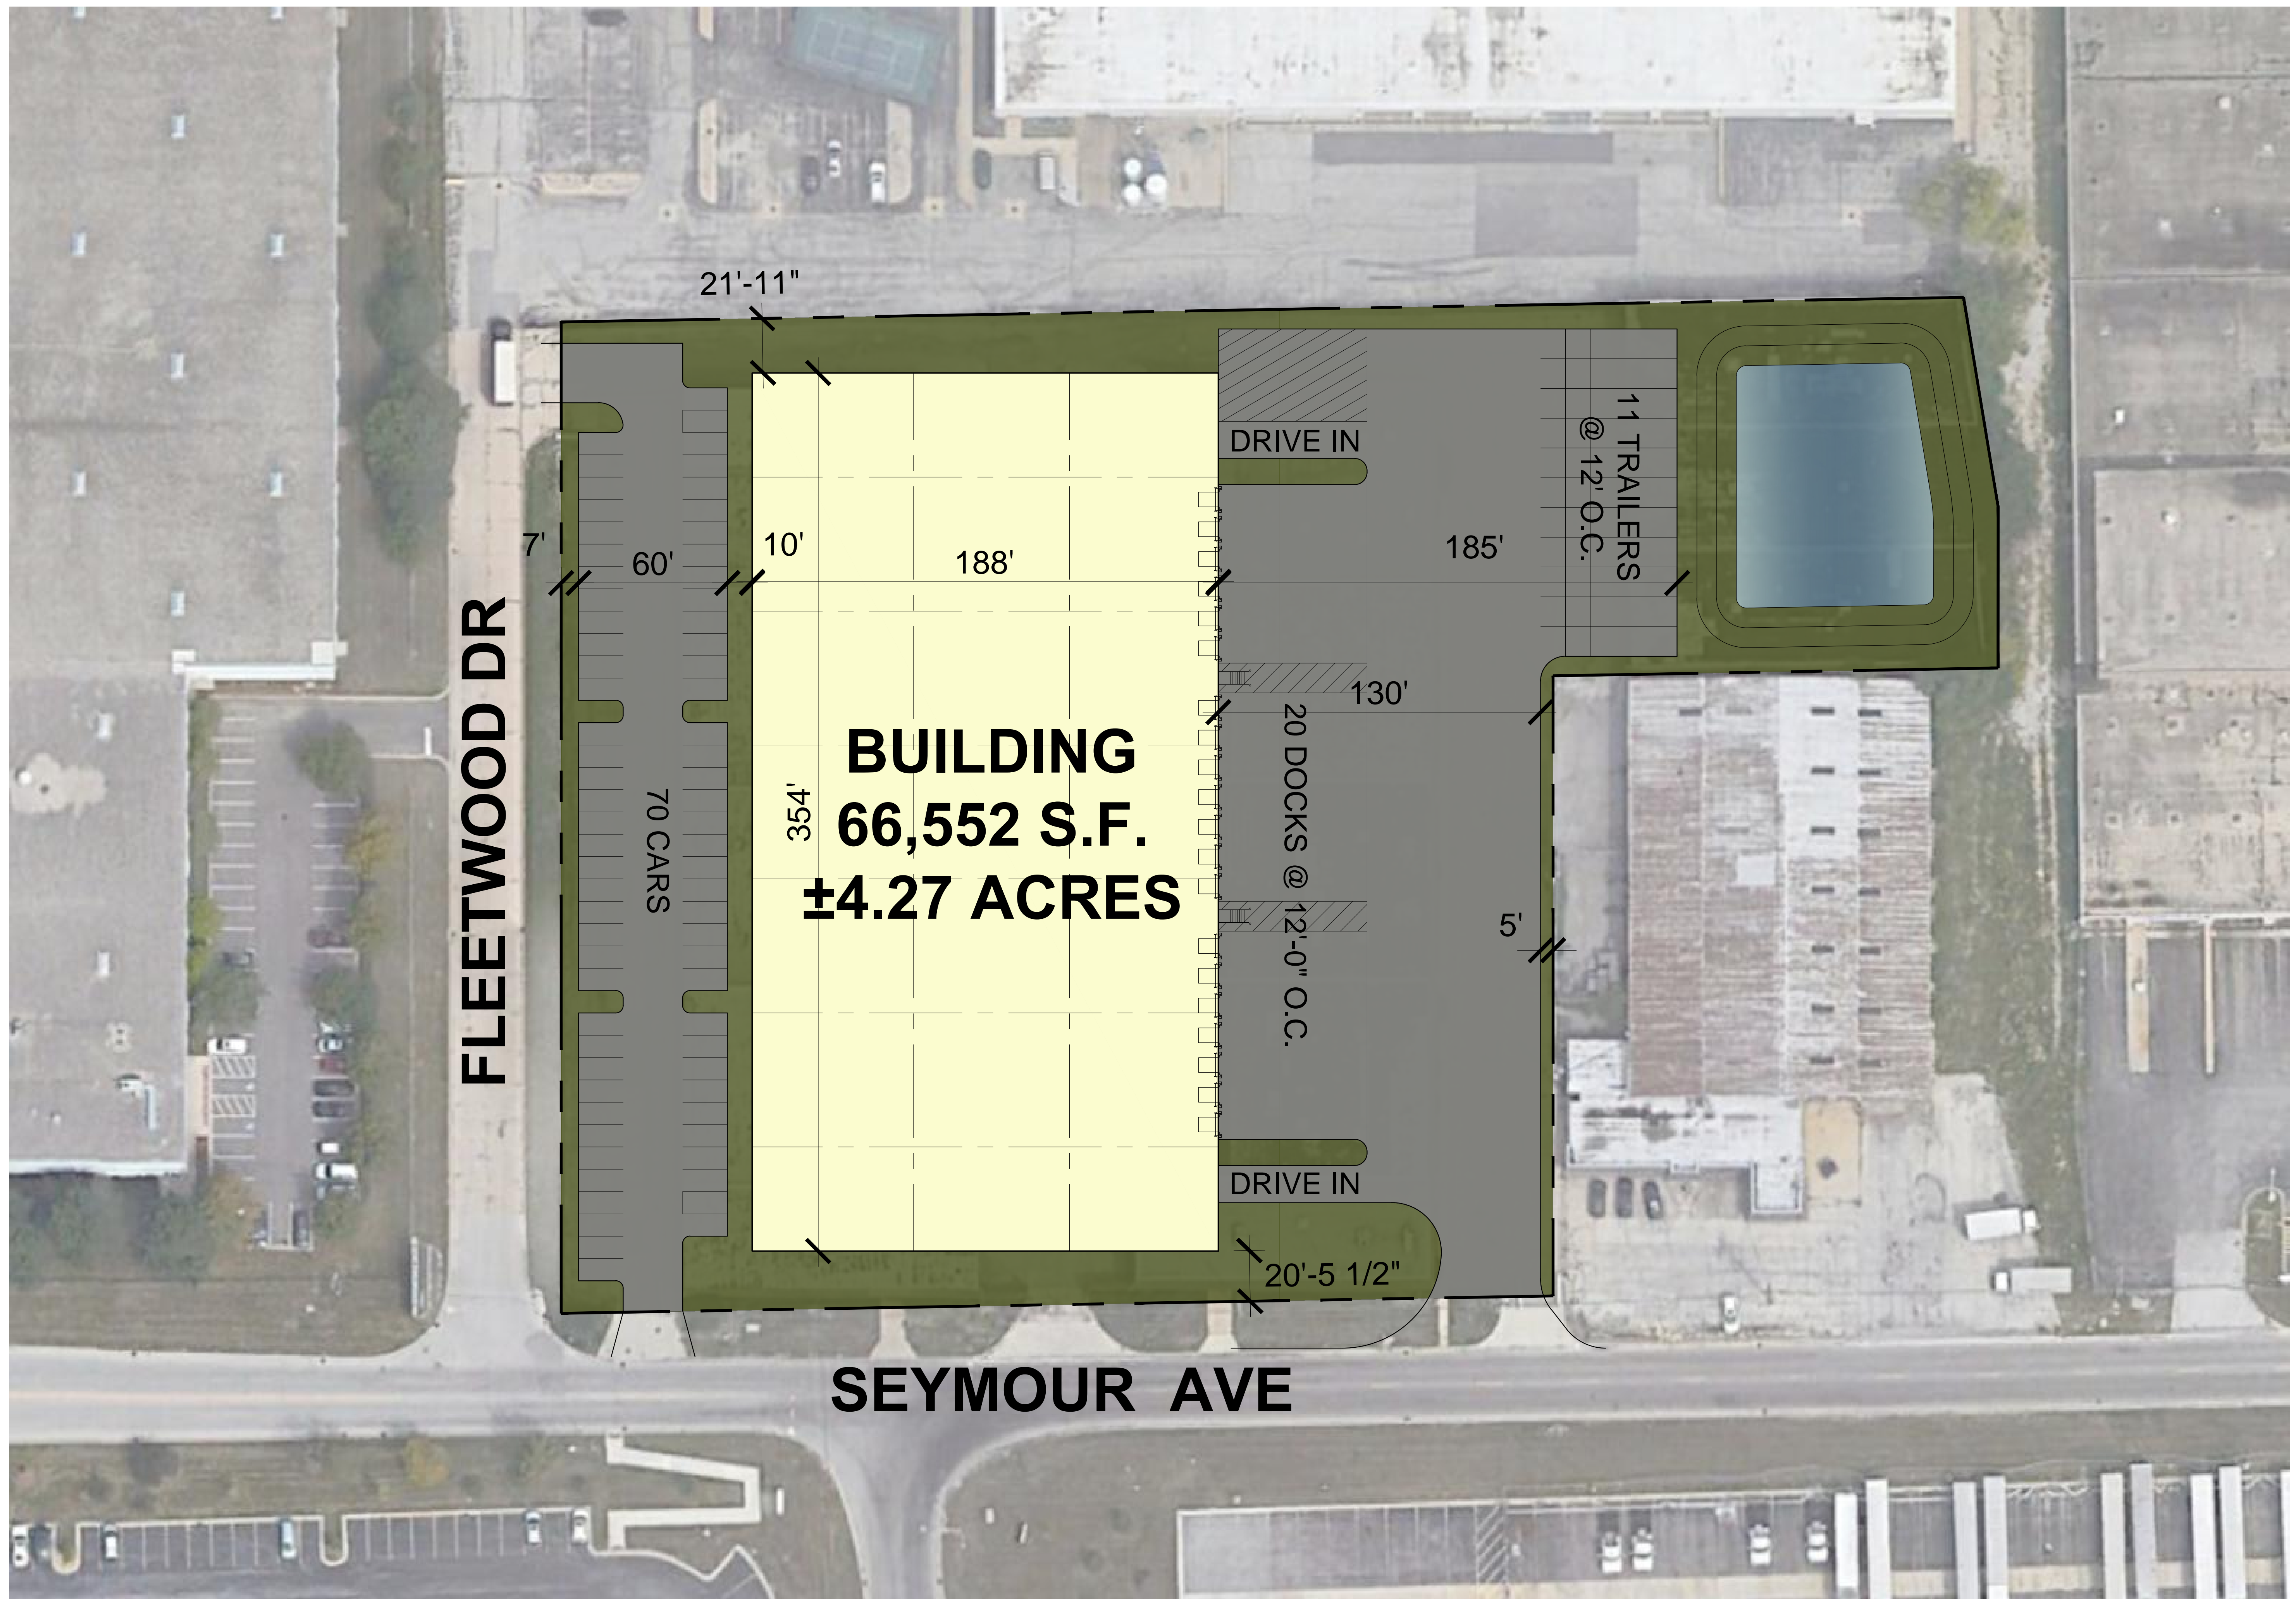 21'-11"
DRIVE IN
11 TRAILERS
@ 12' O.C.
7'
60'
10'
188'
185'
130'
FLEETWOOD DR
70 CARS
354'
BUILDING
66,552 S.F.
±4.27 ACRES
20 DOCKS @ 12'-0" O.C.
5'
DRIVE IN
20'-5 1/2"
SEYMOUR AVE